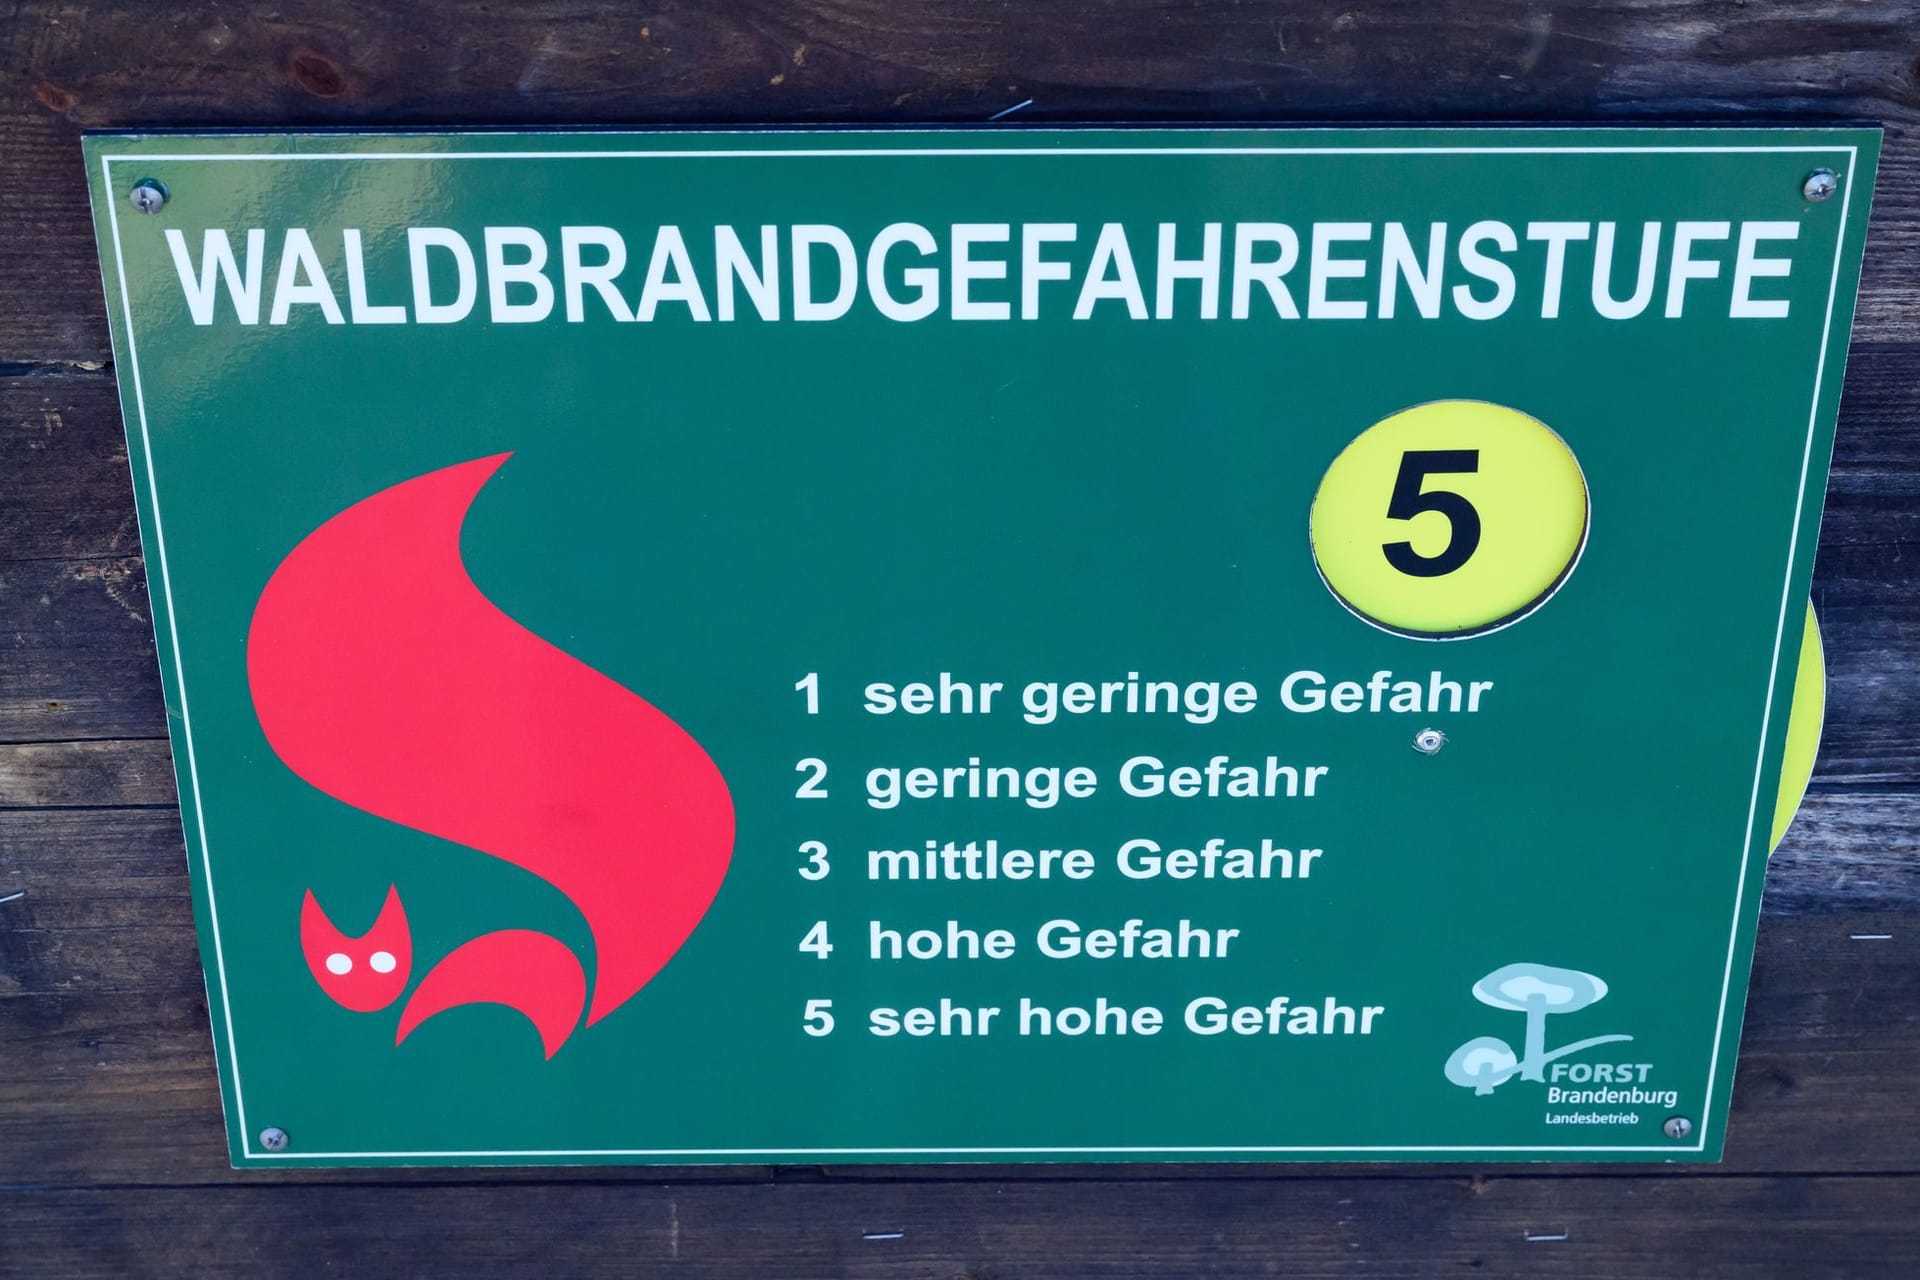 WALDBRANDGEFAHRENSTUFE
5
1 sehr geringe Gefahr
2 geringe Gefahr
3 mittlere Gefahr
4 hohe Gefahr
5 sehr hohe Gefahr
FORST
Brandenburg
Landesbetrieb